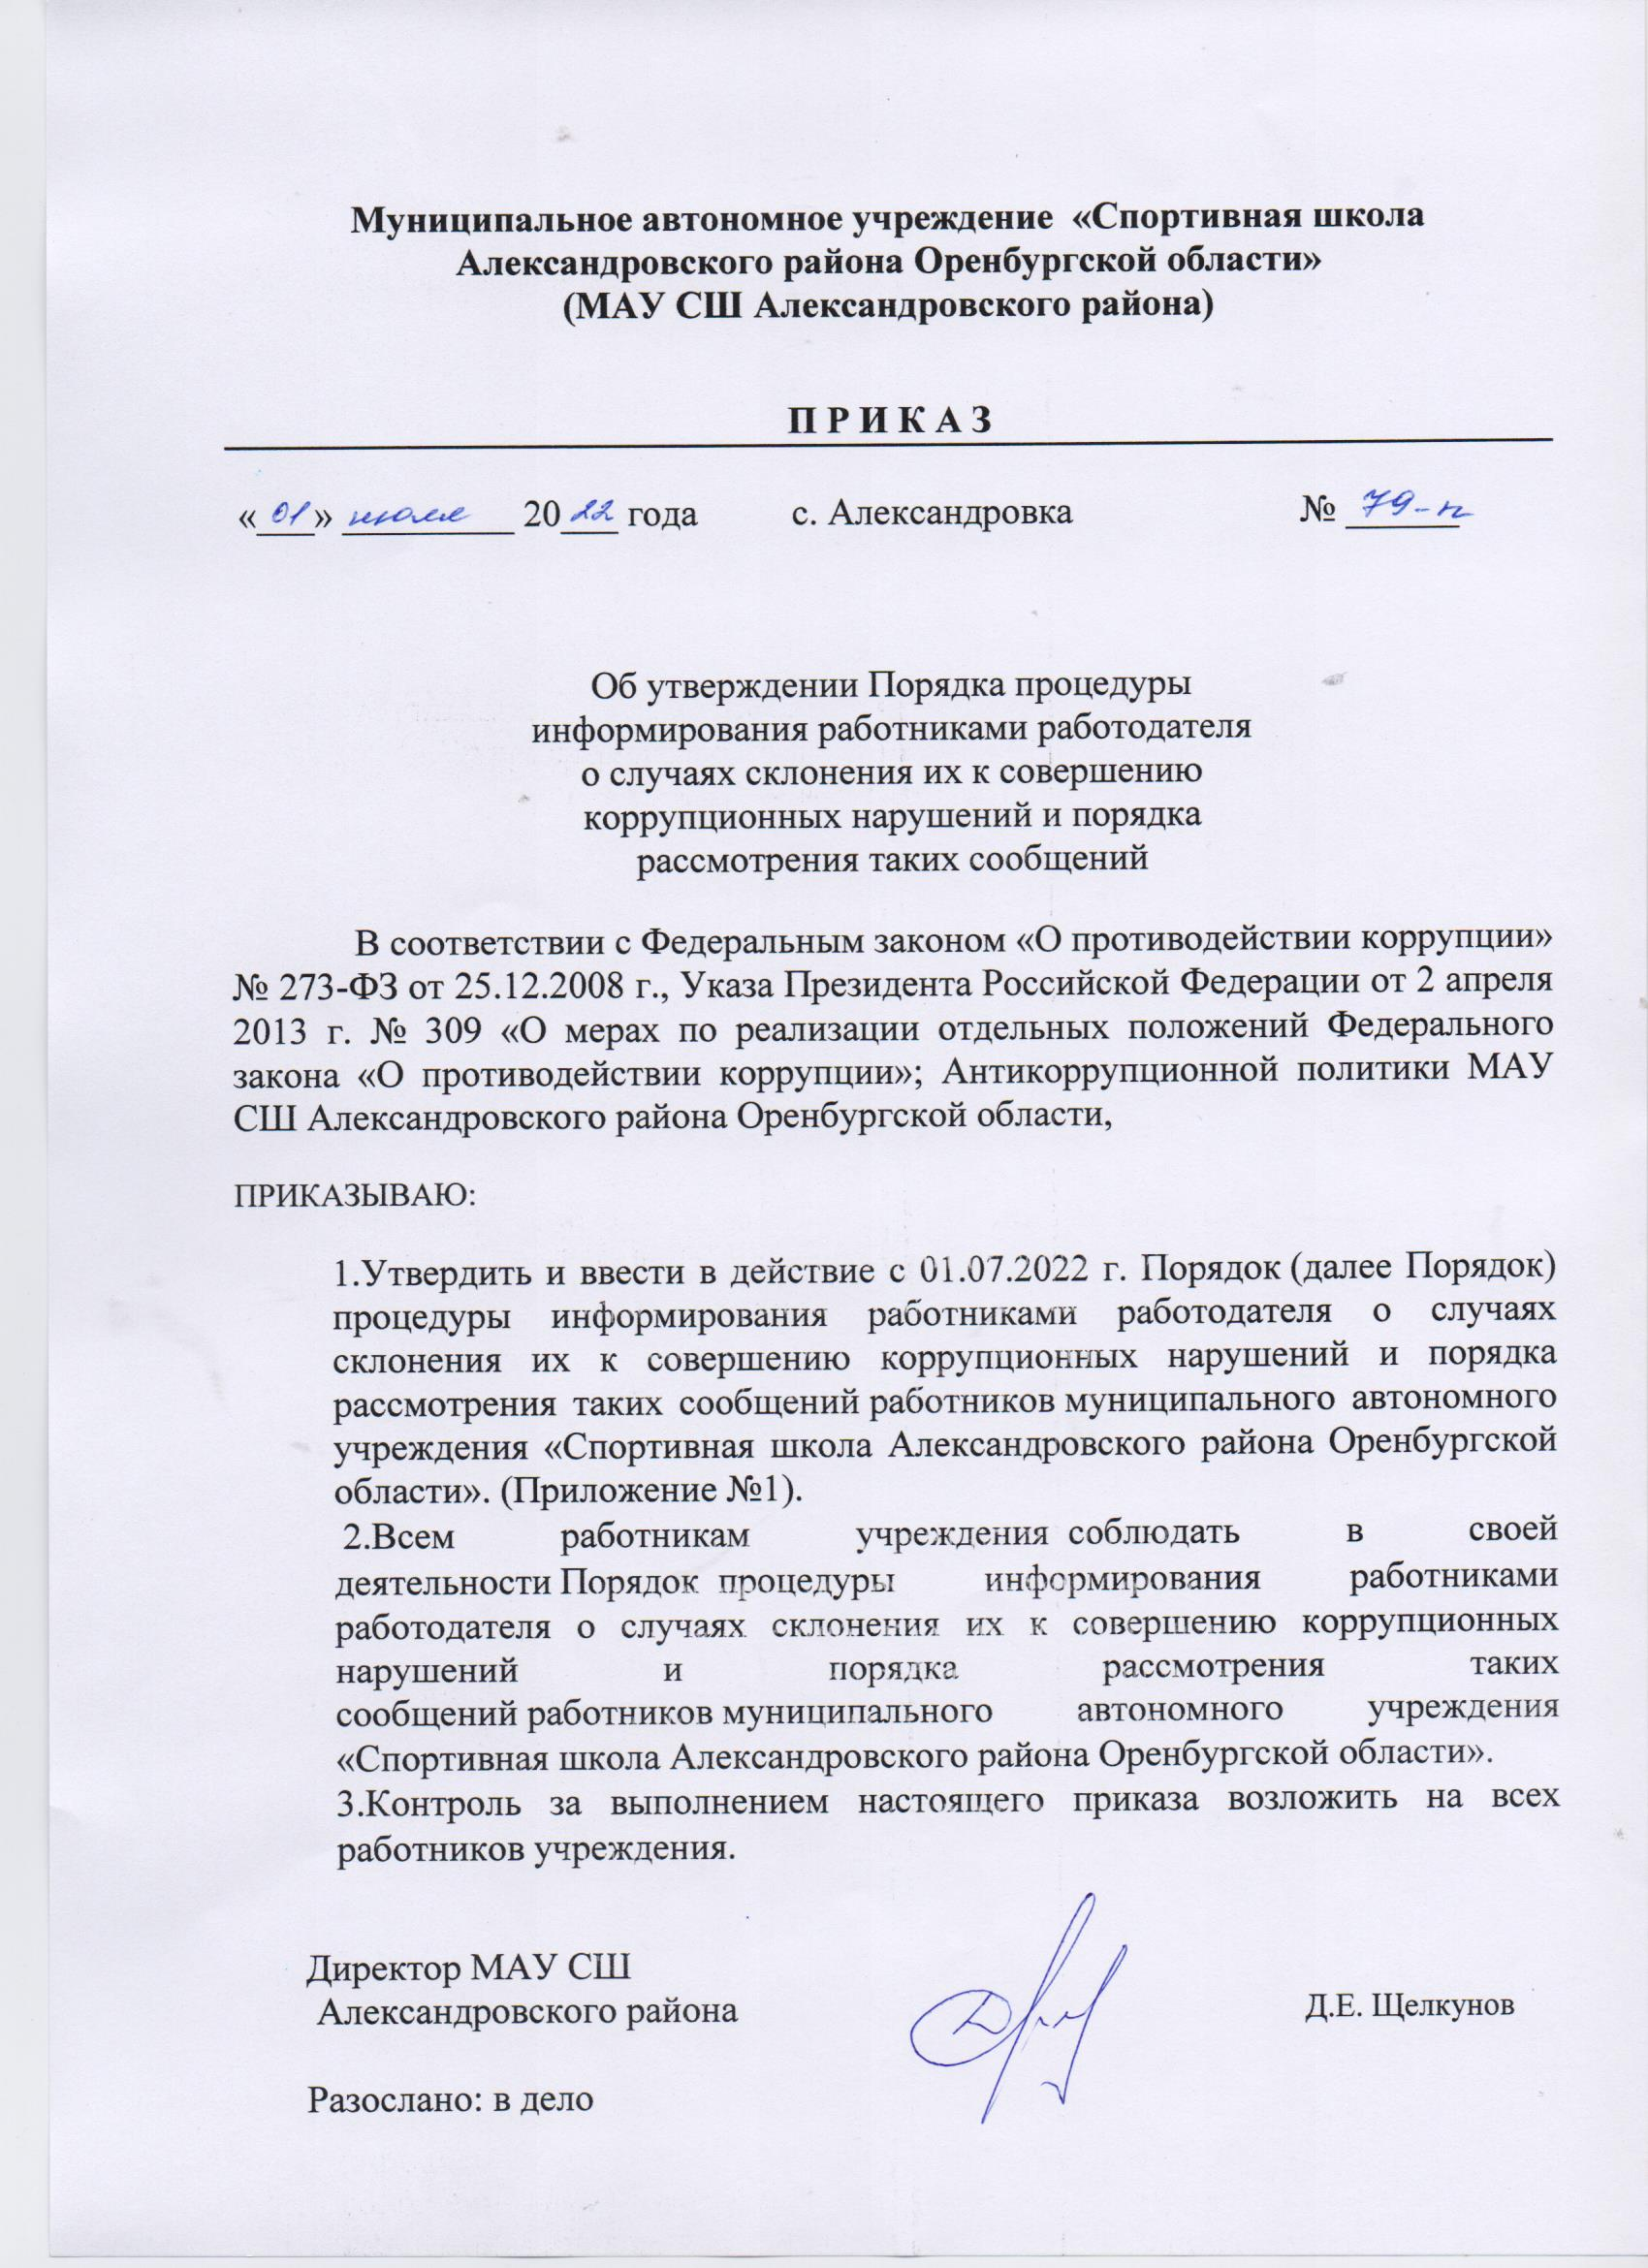 Муниципальное автономное учреждение «Спортивная школа
Александровского района Оренбургской области»
(МАУ СШ Александровского района)
П Р И К А З
«01» июля 2022 года с. Александровка № 79-п
Об утверждении Порядка процедуры
информирования работниками работодателя
о случаях склонения их к совершению
коррупционных нарушений и порядка
рассмотрения таких сообщений
В соответствии с Федеральным законом «О противодействии коррупции»
№ 273-ФЗ от 25.12.2008 г., Указа Президента Российской Федерации от 2 апреля
2013 г. № 309 «О мерах по реализации отдельных положений Федерального
закона «О противодействии коррупции»; Антикоррупционной политики МАУ
СШ Александровского района Оренбургской области,
ПРИКАЗЫВАЮ:
1.Утвердить и ввести в действие с 01.07.2022 г. Порядок (далее Порядок)
процедуры информирования работниками работодателя о случаях
склонения их к совершению коррупционных нарушений и порядка
рассмотрения таких сообщений работников муниципального автономного
учреждения «Спортивная школа Александровского района Оренбургской
области». (Приложение №1).
2.Всем работникам учреждения соблюдать в своей
деятельности Порядок процедуры информирования работниками
работодателя о случаях склонения их к совершению коррупционных
нарушений и порядка рассмотрения таких
сообщений работников муниципального автономного учреждения
«Спортивная школа Александровского района Оренбургской области».
3.Контроль за выполнением настоящего приказа возложить на всех
работников учреждения.
Директор МАУ СШ
Александровского района Д.Е. Щелкунов
Разослано: в дело